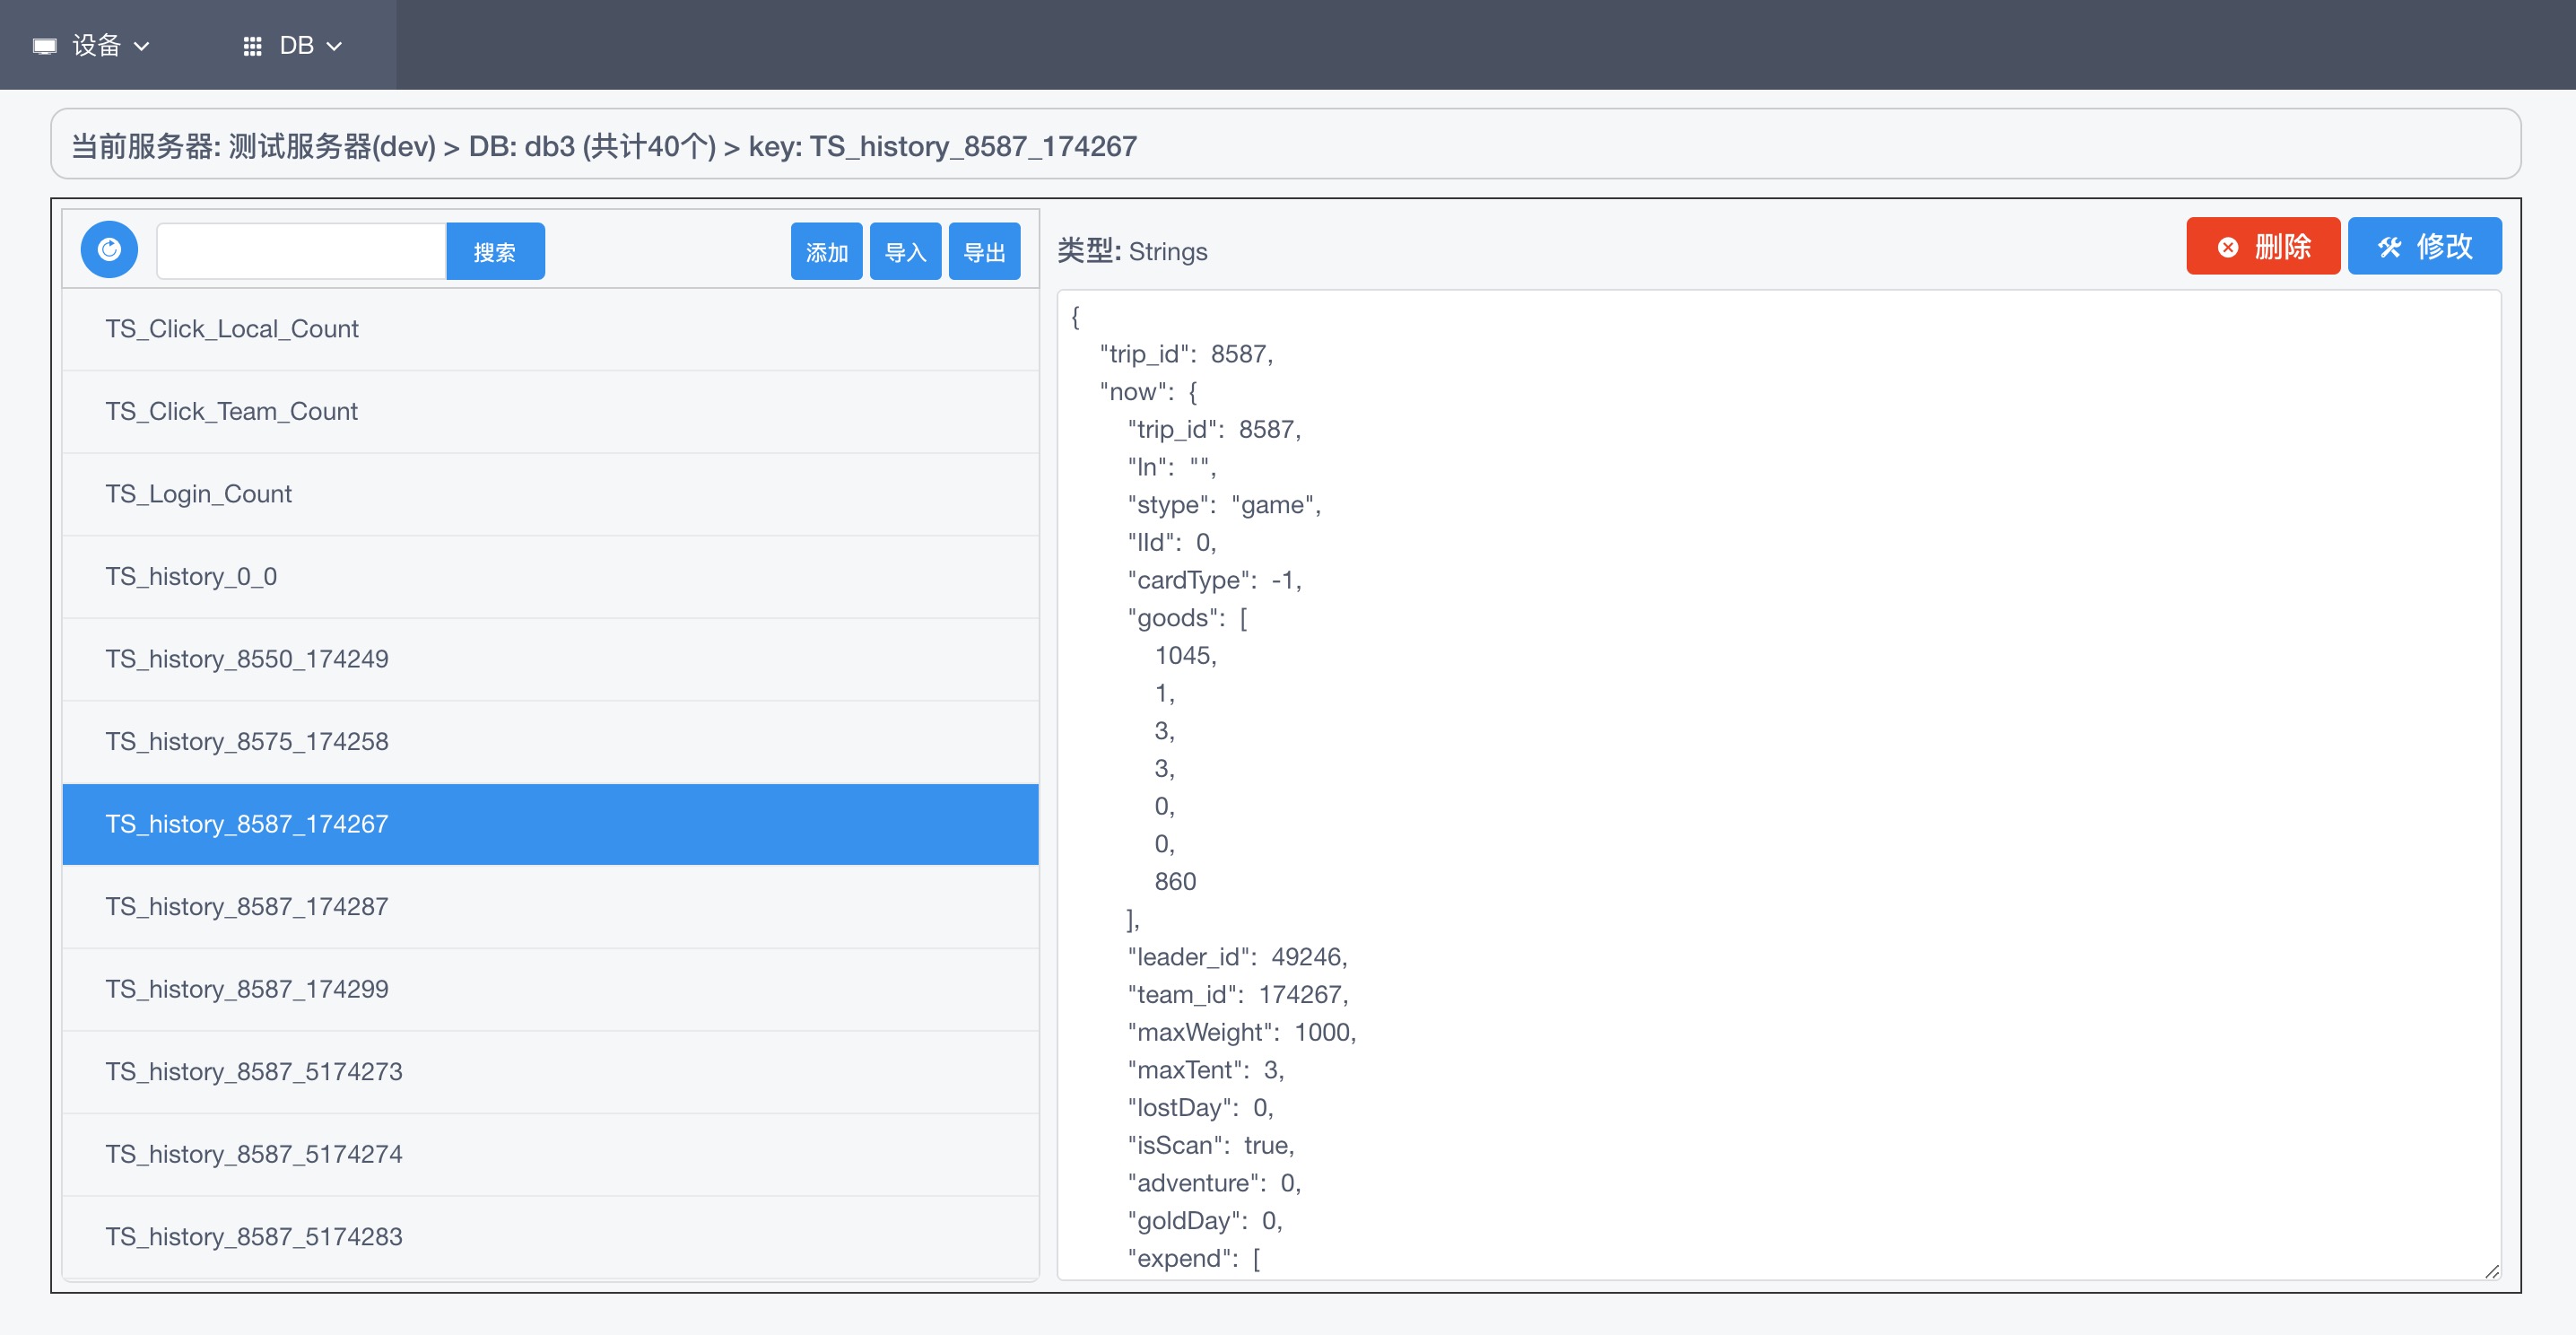 设备 DB
当前服务器: 测试服务器(dev) > DB: db3 (共计40个) > key: TS_history_8587_174267
搜索 添加 导入 导出
TS_Click_Local_Count
TS_Click_Team_Count
TS_Login_Count
TS_history_0_0
TS_history_8550_174249
TS_history_8575_174258
TS_history_8587_174267
TS_history_8587_174287
TS_history_8587_174299
TS_history_8587_5174273
TS_history_8587_5174274
TS_history_8587_5174283
类型: Strings 删除 修改
{
"trip_id": 8587,
"now": {
"trip_id": 8587,
"ln": "",
"stype": "game",
"lId": 0,
"cardType": -1,
"goods": [
1045,
1,
3,
3,
0,
0,
860
],
"leader_id": 49246,
"team_id": 174267,
"maxWeight": 1000,
"maxTent": 3,
"lostDay": 0,
"isScan": true,
"adventure": 0,
"goldDay": 0,
"expend": [